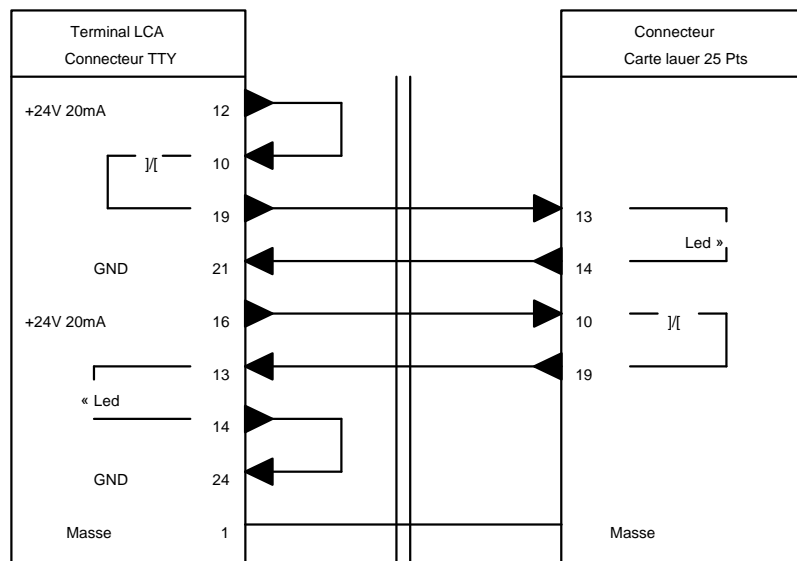 Terminal LCA
Connecteur TTY
Connecteur
Carte lauer 25 Pts
+24V 20mA 12
]/[ 10
19 13
Led »
GND 21 14
+24V 20mA 16 10 ]/[
13 19
« Led
14
GND 24
Masse 1 Masse